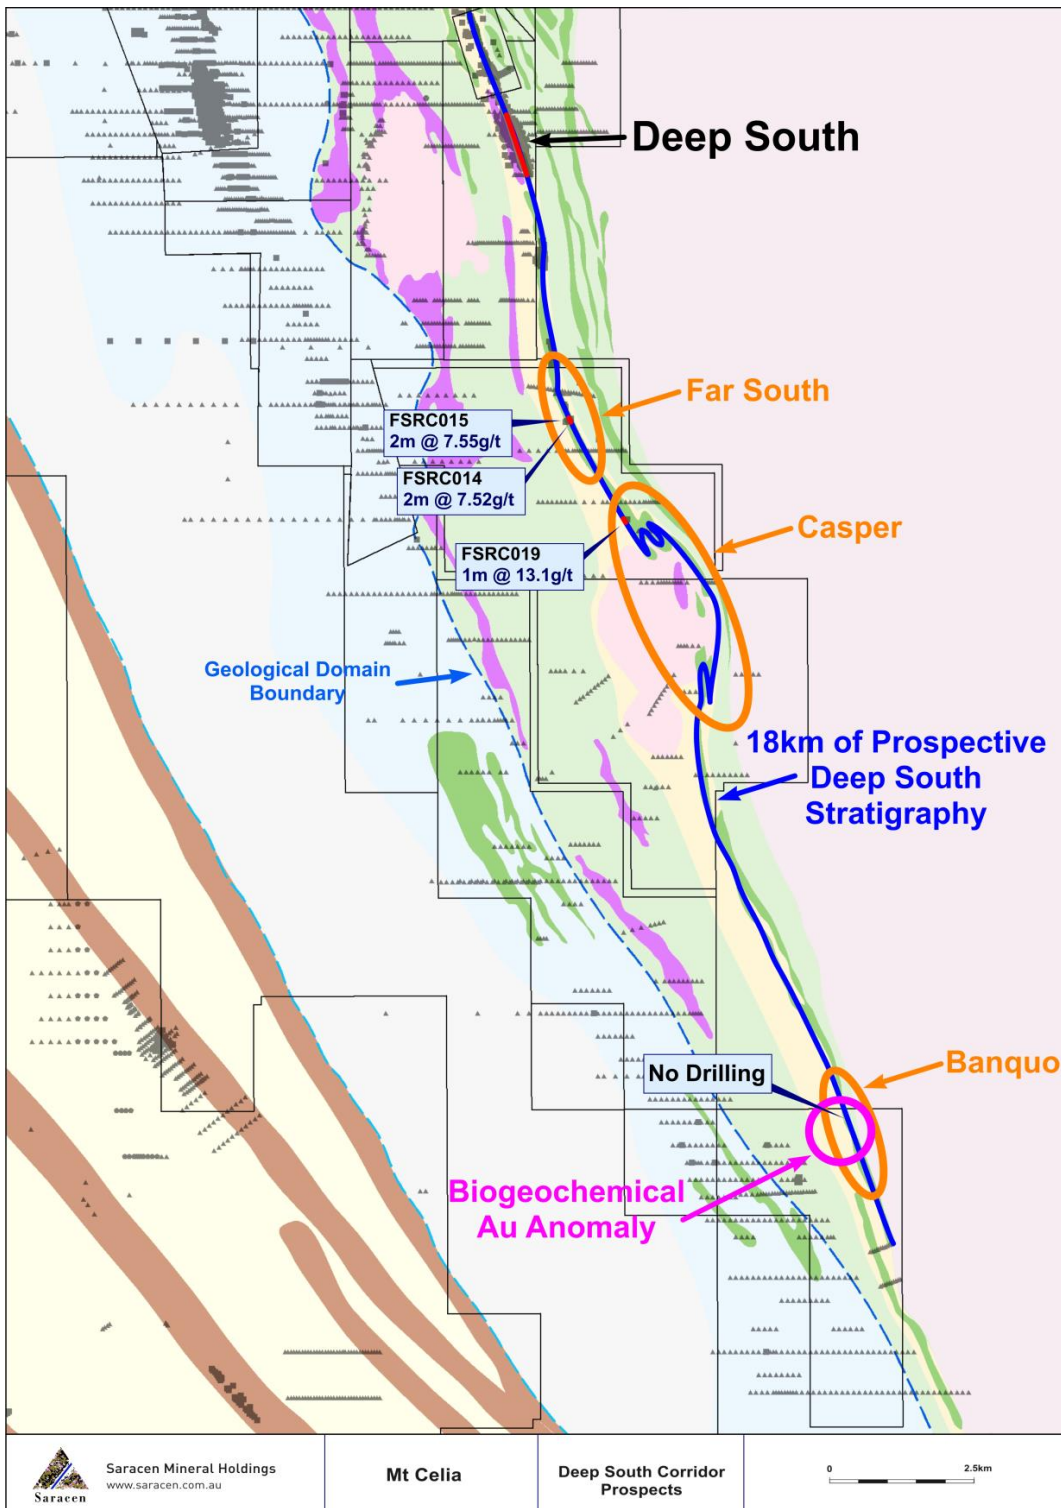 Deep South
Far South
FSRC015
2m @ 7.55g/t
FSRC014
2m @ 7.52g/t
Casper
FSRC019
1m @ 13.1g/t
Geological Domain
Boundary
18km of Prospective
Deep South
Stratigraphy
No Drilling
Banquo
Biogeochemical
Au Anomaly
Saracen
Saracen Mineral Holdings
www.saracen.com.au
Mt Celia
Deep South Corridor
Prospects
0
2.5km